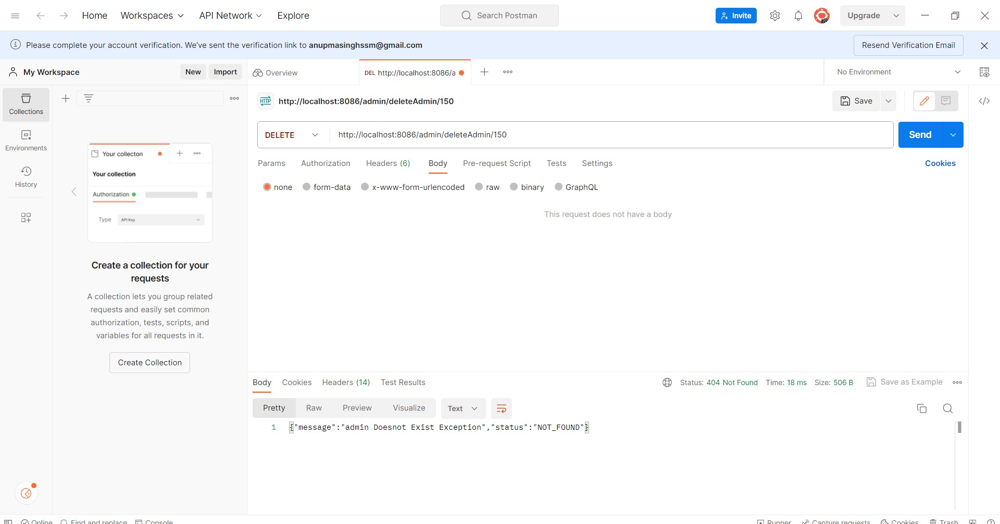 Home Workspaces API Network Explore Search Postman Invite Upgrade
Please complete your account verification. We've sent the verification link to anupmasinghssm@gmail.com Resend Verification Email
My Workspace New Import Overview DEL http://localhost:8086/a No Environment
Collections
Environments
History
Your collecton
Your collection
Authorization
Type API Key
Create a collection for your
requests
A collection lets you group related
requests and easily set common
authorization, tests, scripts, and
variables for all requests in it.
Create Collection
HTTP http://localhost:8086/admin/deleteAdmin/150 Save </>
DELETE http://localhost:8086/admin/deleteAdmin/150 Send
Params Authorization Headers (6) Body Pre-request Script Tests Settings Cookies
none form-data x-www-form-urlencoded raw binary GraphQL
This request does not have a body
Body Cookies Headers (14) Test Results Status: 404 Not Found Time: 18 ms Size: 506 B Save as Example
Pretty Raw Preview Visualize Text
1 {"message":"admin Doesnot Exist Exception","status":"NOT_FOUND"}
Online Find and replace Console Runner Capture requests Cookies Trash